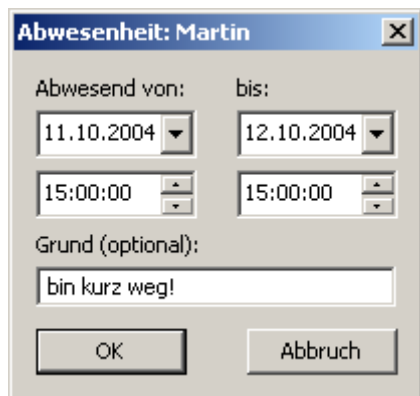 Abwesenheit: Martin
Abwesend von: bis:
11.10.2004 12.10.2004
15:00:00 15:00:00
Grund (optional):
bin kurz weg!
OK Abbruch